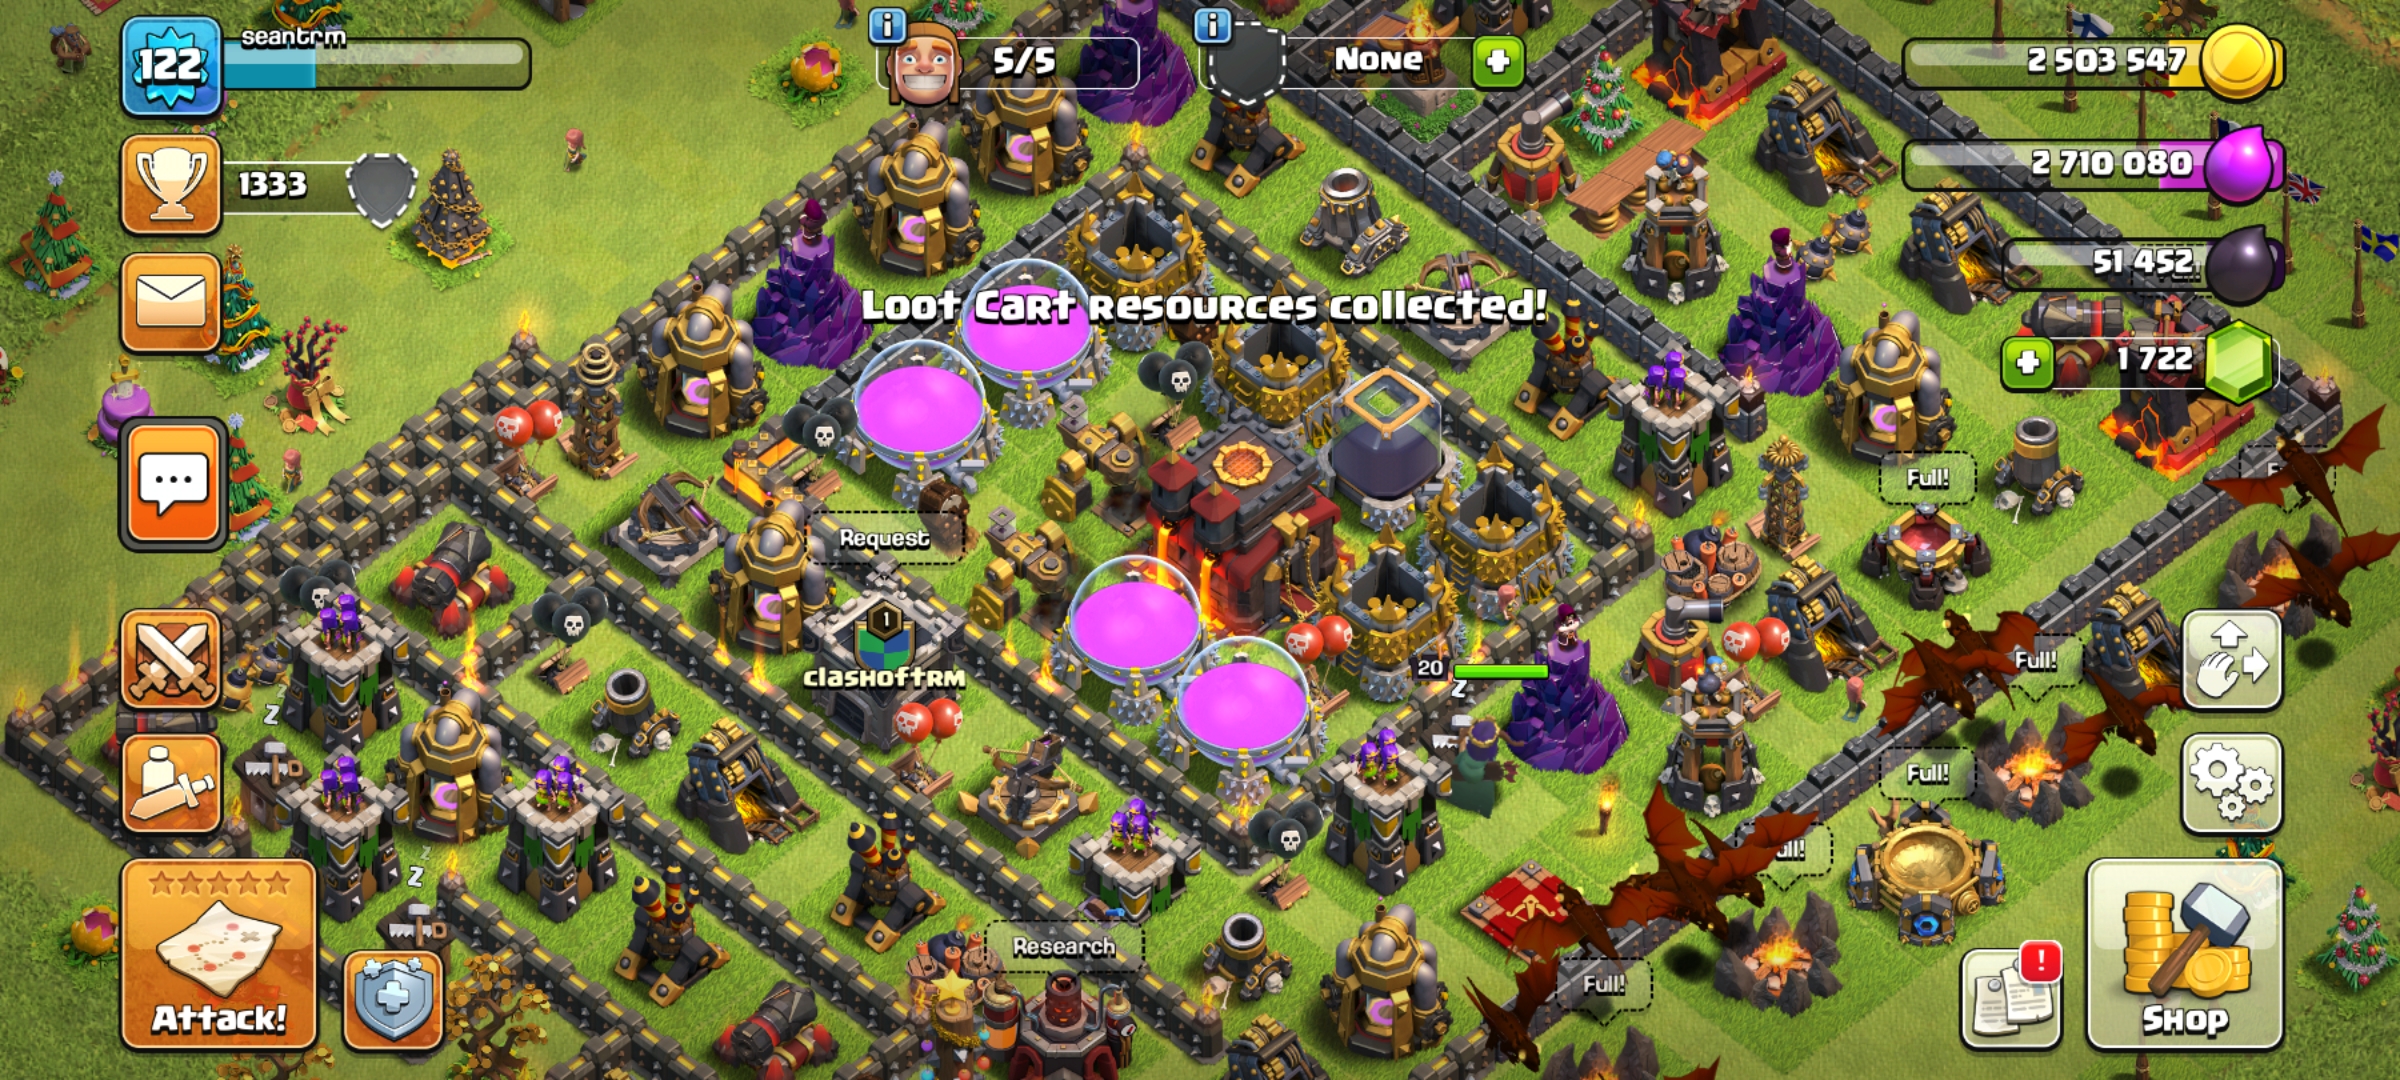 122
seantrm
5/5
None
2 503 547
1333
2 710 080
51 452
Loot Cart resources collected!
1 722
Full!
Request
1
clashoftrm
20
z
Full!
z
Full!
z
z
z
Research
Full!
Attack!
!
Shop